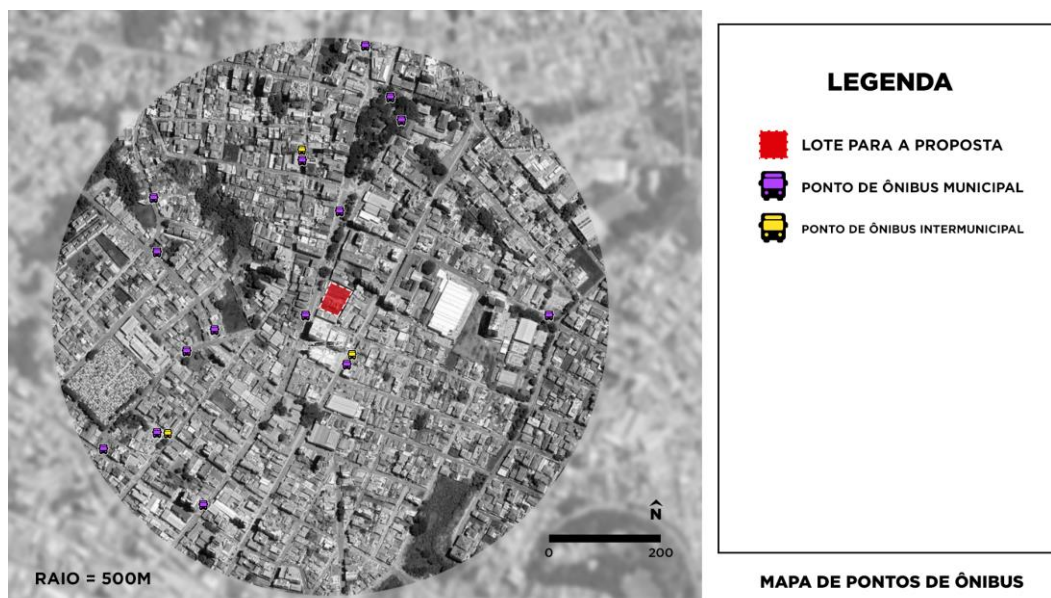 LEGENDA
LOTE PARA A PROPOSTA
PONTO DE ÔNIBUS MUNICIPAL
PONTO DE ÔNIBUS INTERMUNICIPAL
N
0 200
RAIO = 500M
MAPA DE PONTOS DE ÔNIBUS